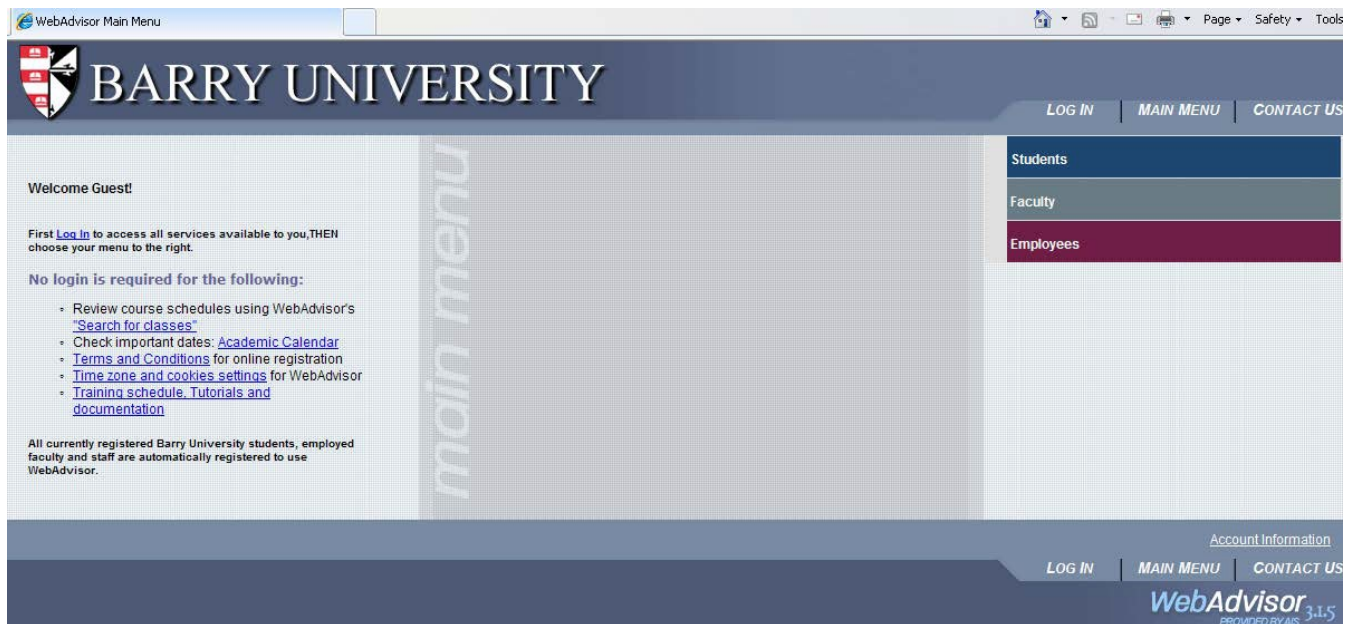 WebAdvisor Main Menu
Page Safety Tools
BARRY UNIVERSITY
LOG IN MAIN MENU CONTACT US
Welcome Guest!
First Log In to access all services available to you,THEN
choose your menu to the right.
No login is required for the following:
Review course schedules using WebAdvisor's
"Search for classes"
Check important dates: Academic Calendar
Terms and Conditions for online registration
Time zone and cookies settings for WebAdvisor
Training schedule, Tutorials and
documentation
All currently registered Barry University students, employed
faculty and staff are automatically registered to use
WebAdvisor.
main menu
Students
Faculty
Employees
Account Information
LOG IN MAIN MENU CONTACT US
WebAdvisor 3.1.5
PROVIDED BY AIS